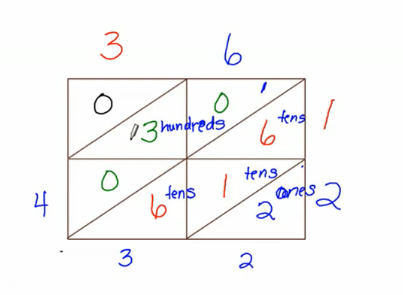 3 6
0 0
3 hundreds 6 tens 1
0 1 tens
4 6 tens 2 ones 2
3 2